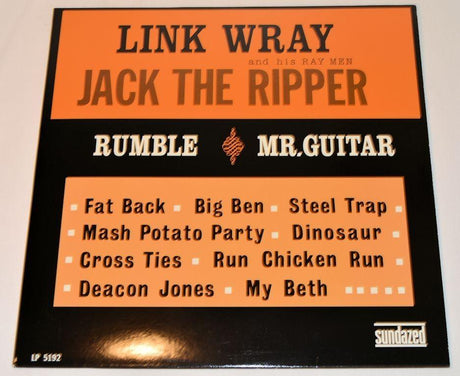 LINK WRAY
and his RAY MEN
JACK THE RIPPER
RUMBLE MR. GUITAR
Fat Back Big Ben Steel Trap
Mash Potato Party Dinosaur
Cross Ties Run Chicken Run
Deacon Jones My Beth
LP 5192
sundazed